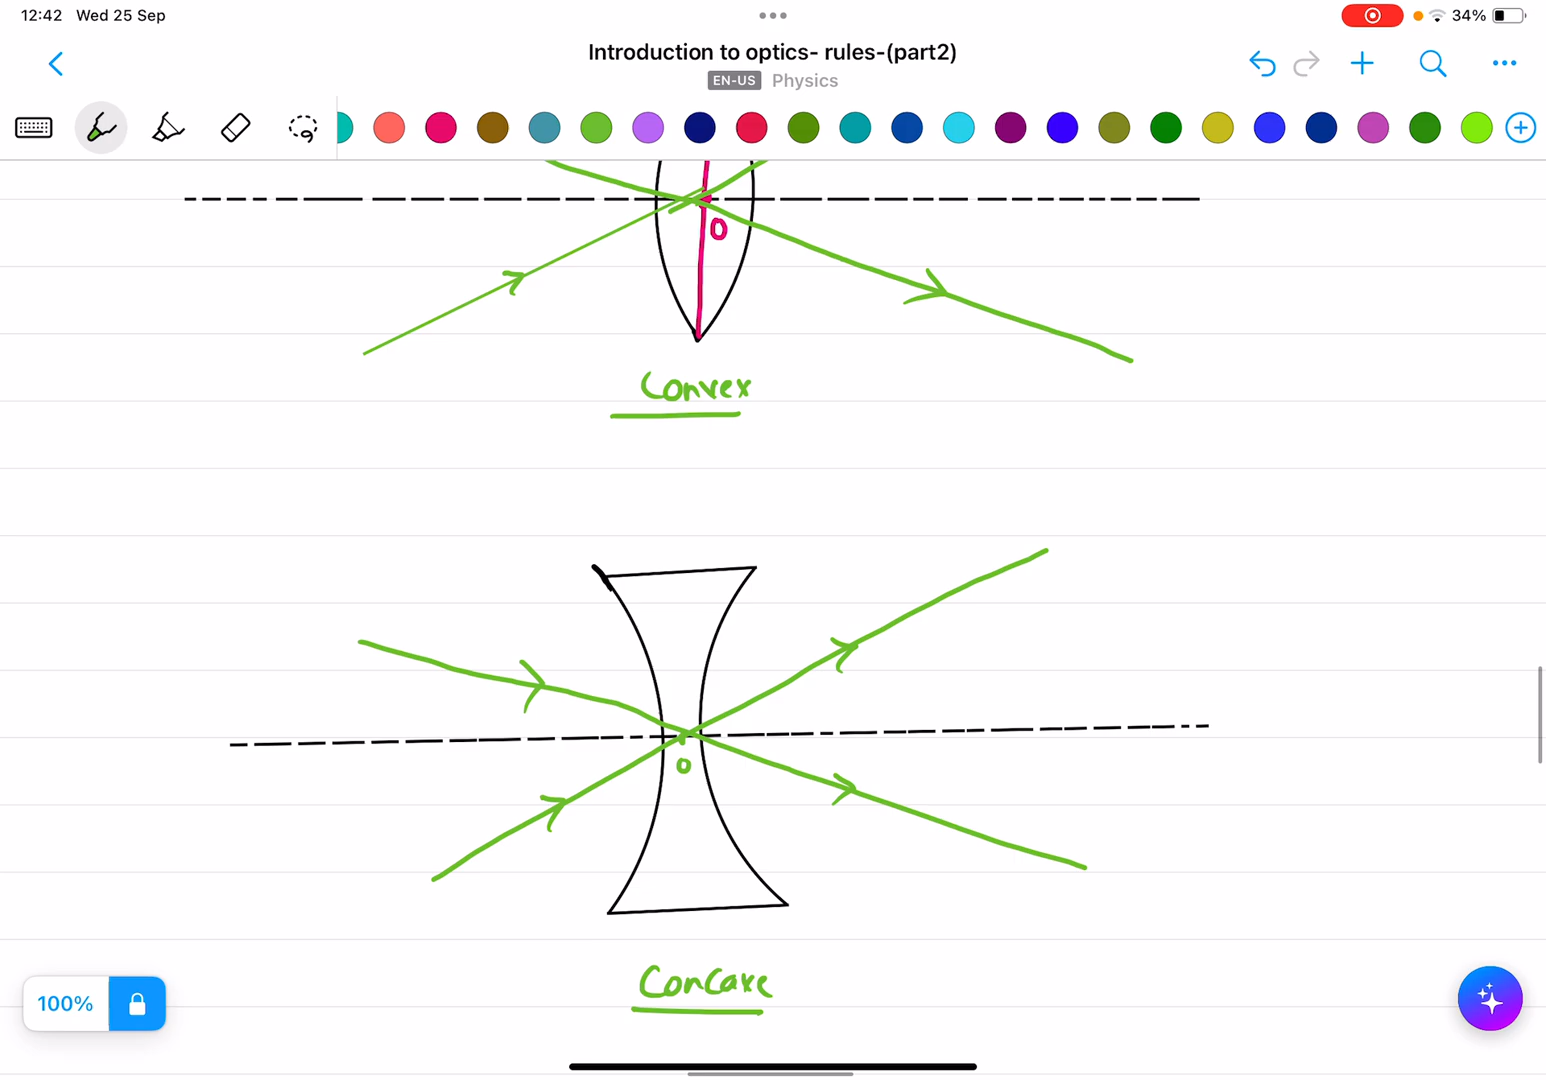 12:42 Wed 25 Sep
34%
Introduction to optics- rules-(part2)
EN-US Physics
O
Convex
O
Concave
100%